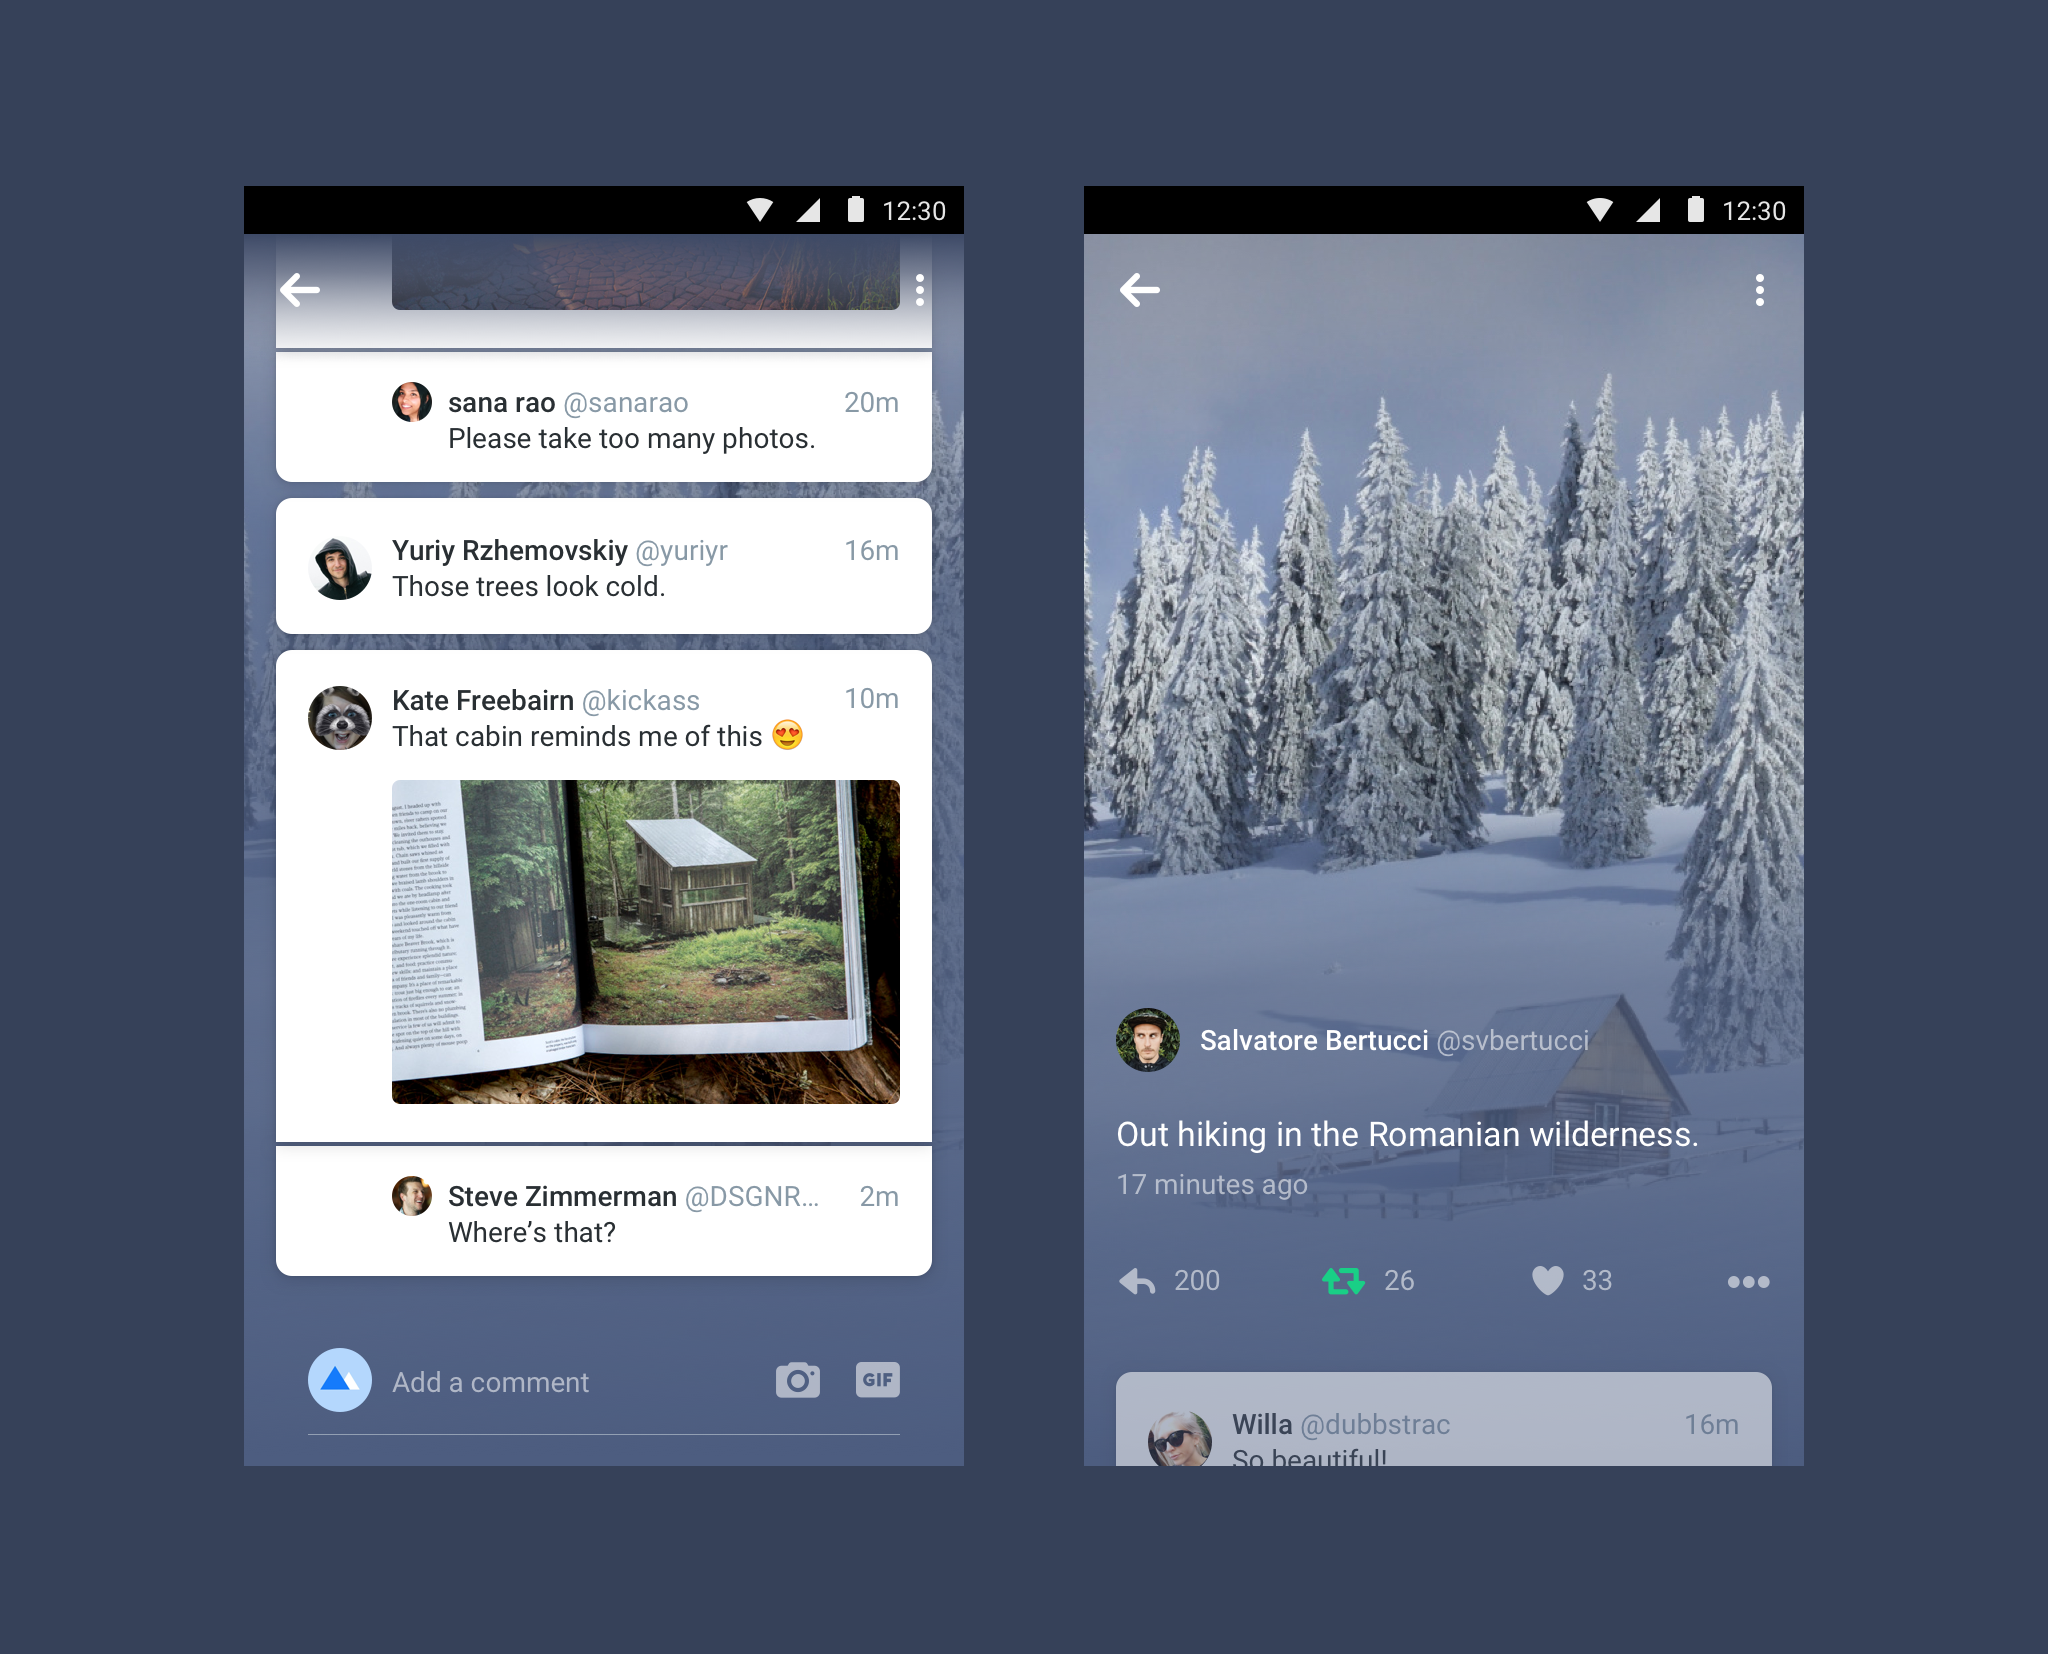 12:30
sana rao @sanarao 20m
Please take too many photos.
Yuriy Rzhemovskiy @yuriyr 16m
Those trees look cold.
Kate Freebairn @kickass 10m
That cabin reminds me of this 😍
Steve Zimmerman @DSGNR... 2m
Where’s that?
Add a comment
GIF
12:30
Salvatore Bertucci @svbertucci
Out hiking in the Romanian wilderness.
17 minutes ago
200 26 33
Willa @dubbstrac 16m
So beautiful!